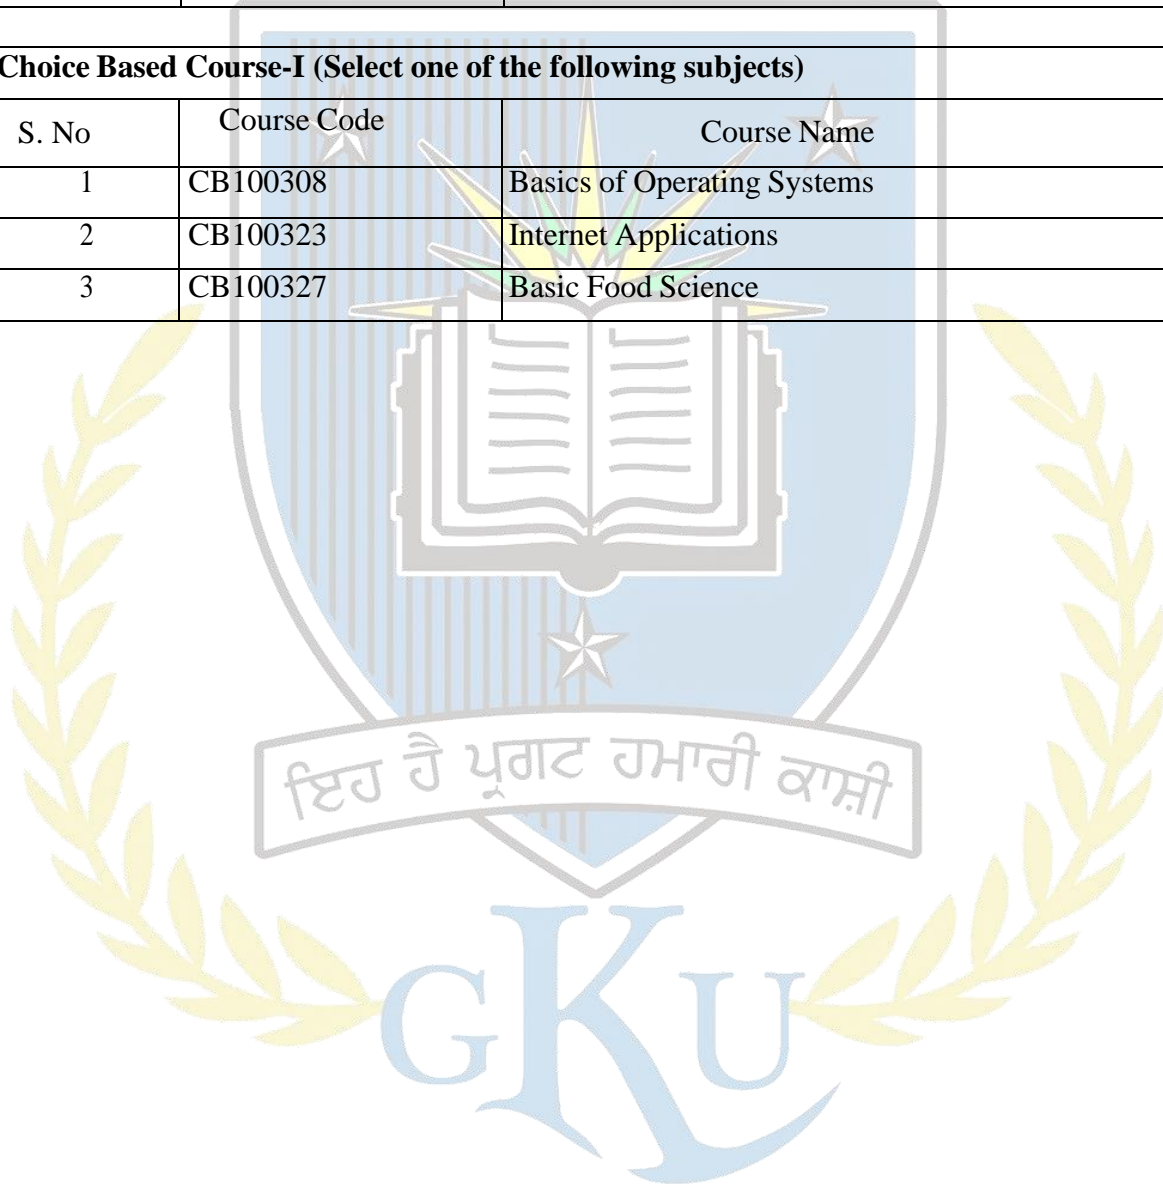 Choice Based Course-I (Select one of the following subjects)
S. No Course Code Course Name
1 CB100308 Basics of Operating Systems
2 CB100323 Internet Applications
3 CB100327 Basic Food Science
ਇਹ ਹੈ ਪ੍ਰਗਟ ਹਮਾਰੀ ਕਾਸ਼ੀ
GKU